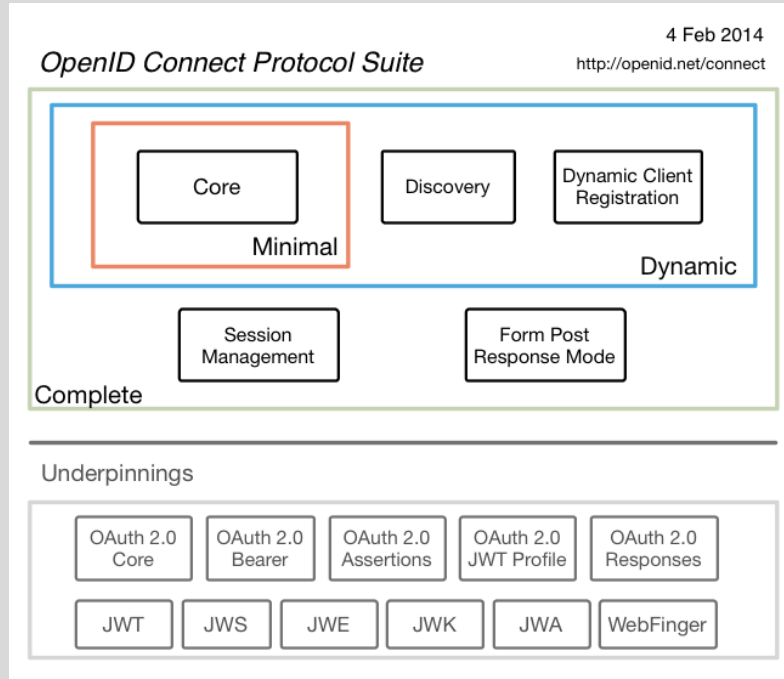 4 Feb 2014
OpenID Connect Protocol Suite
http://openid.net/connect
Core
Minimal
Discovery
Dynamic Client
Registration
Dynamic
Session
Management
Form Post
Response Mode
Complete
Underpinnings
OAuth 2.0
Core
OAuth 2.0
Bearer
OAuth 2.0
Assertions
OAuth 2.0
JWT Profile
OAuth 2.0
Responses
JWT
JWS
JWE
JWK
JWA
WebFinger